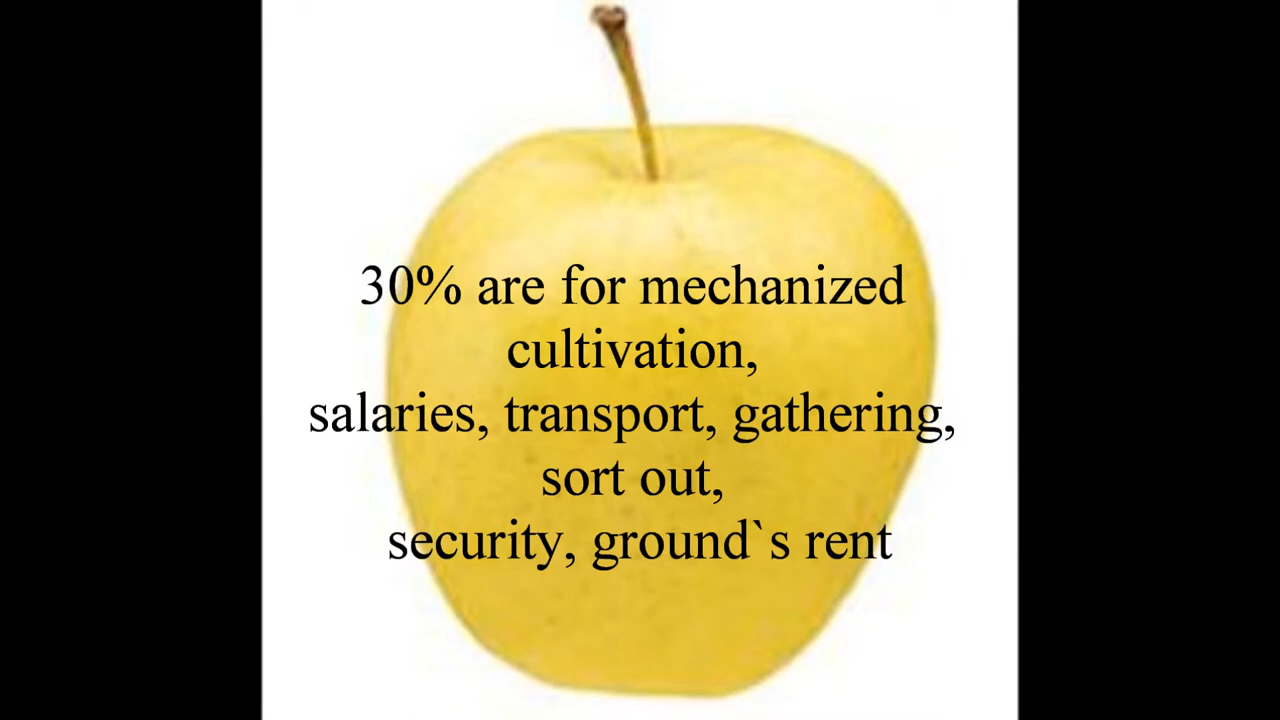 30% are for mechanized
cultivation,
salaries, transport, gathering,
sort out,
security, ground`s rent